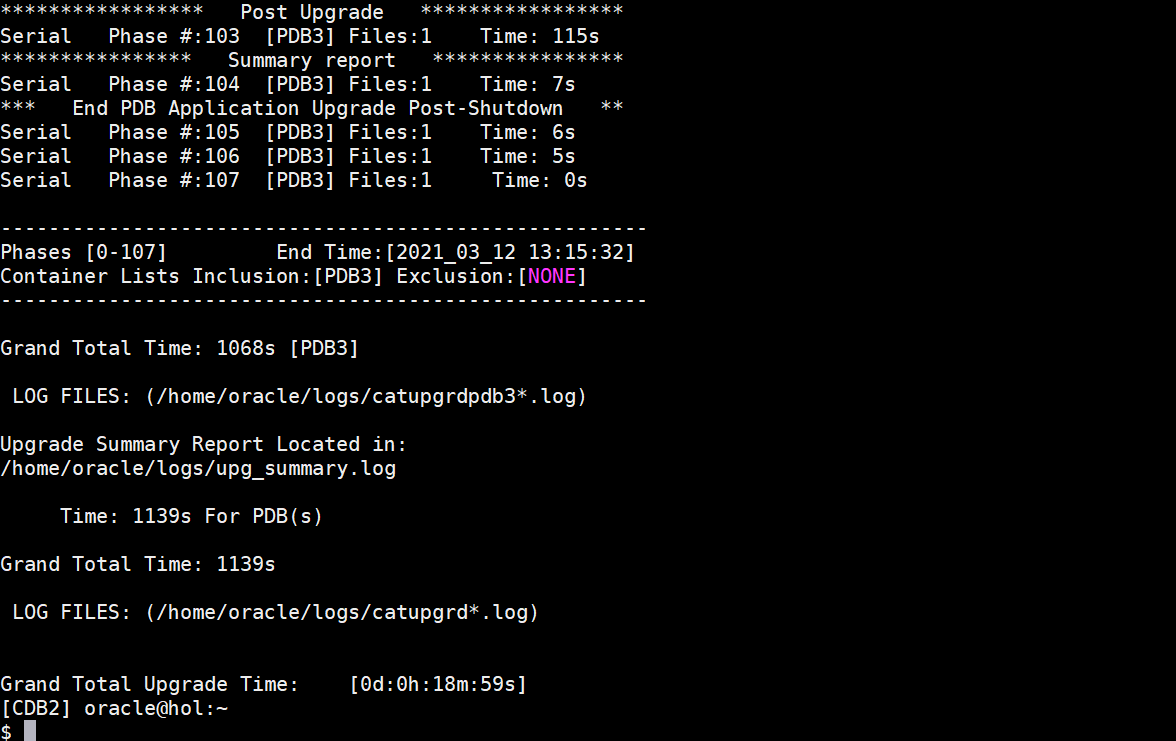 *****************   Post Upgrade   *****************
Serial   Phase #:103  [PDB3] Files:1    Time: 115s
****************   Summary report   ****************
Serial   Phase #:104  [PDB3] Files:1    Time: 7s
***   End PDB Application Upgrade Post-Shutdown   **
Serial   Phase #:105  [PDB3] Files:1    Time: 6s
Serial   Phase #:106  [PDB3] Files:1    Time: 5s
Serial   Phase #:107  [PDB3] Files:1     Time: 0s
------------------------------------------------------
Phases [0-107]         End Time:[2021_03_12 13:15:32]
Container Lists Inclusion:[PDB3] Exclusion:[NONE]
------------------------------------------------------
Grand Total Time: 1068s [PDB3]
 LOG FILES: (/home/oracle/logs/catupgrdpdb3*.log)
Upgrade Summary Report Located in:
/home/oracle/logs/upg_summary.log
     Time: 1139s For PDB(s)
Grand Total Time: 1139s
 LOG FILES: (/home/oracle/logs/catupgrd*.log)
Grand Total Upgrade Time:    [0d:0h:18m:59s]
[CDB2] oracle@hol:~
$